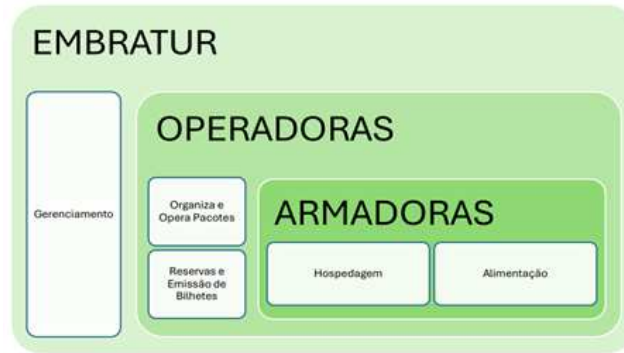 EMBRATUR
Gerenciamento
OPERADORAS
Organiza e
Opera Pacotes
Reservas e
Emissão de
Bilhetes
ARMADORAS
Hospedagem
Alimentação